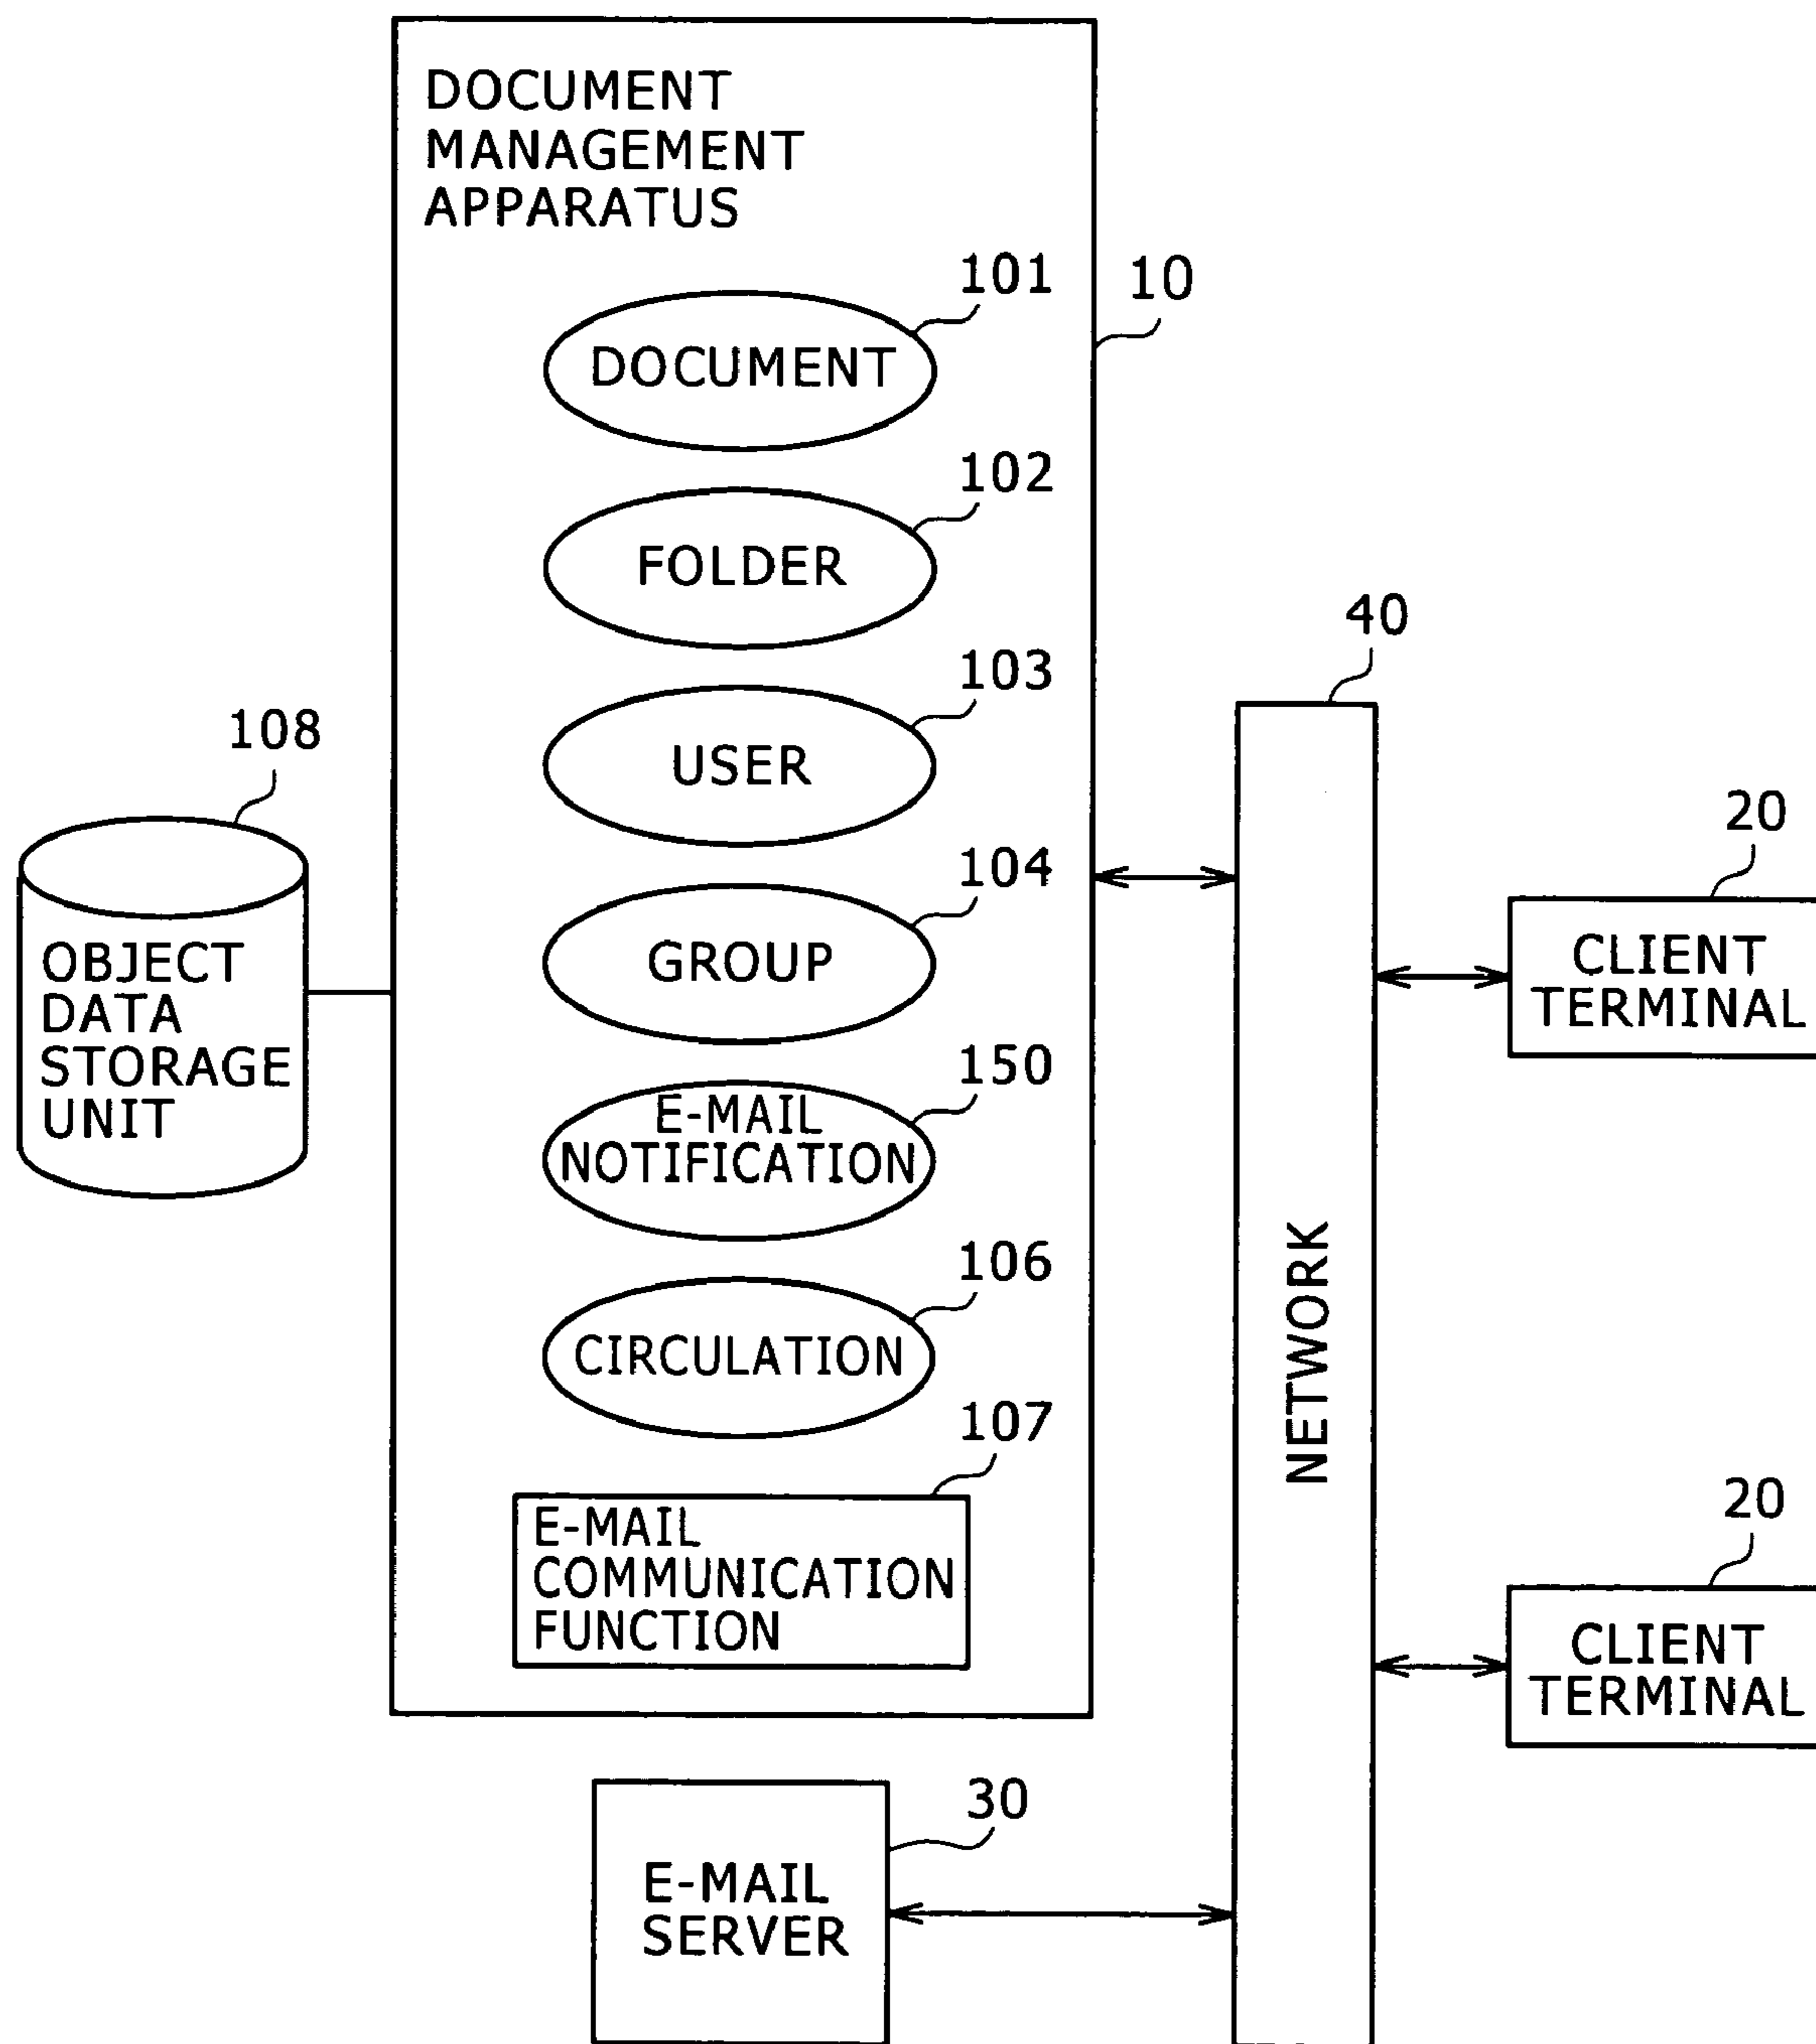 DOCUMENT
MANAGEMENT
APPARATUS
101
10
DOCUMENT
102
FOLDER
40
103
108
USER
20
104
OBJECT
DATA
STORAGE
UNIT
GROUP
CLIENT
TERMINAL
150
E-MAIL
NOTIFICATION
106
NETWORK
CIRCULATION
107
20
E-MAIL
COMMUNICATION
FUNCTION
CLIENT
TERMINAL
30
E-MAIL
SERVER